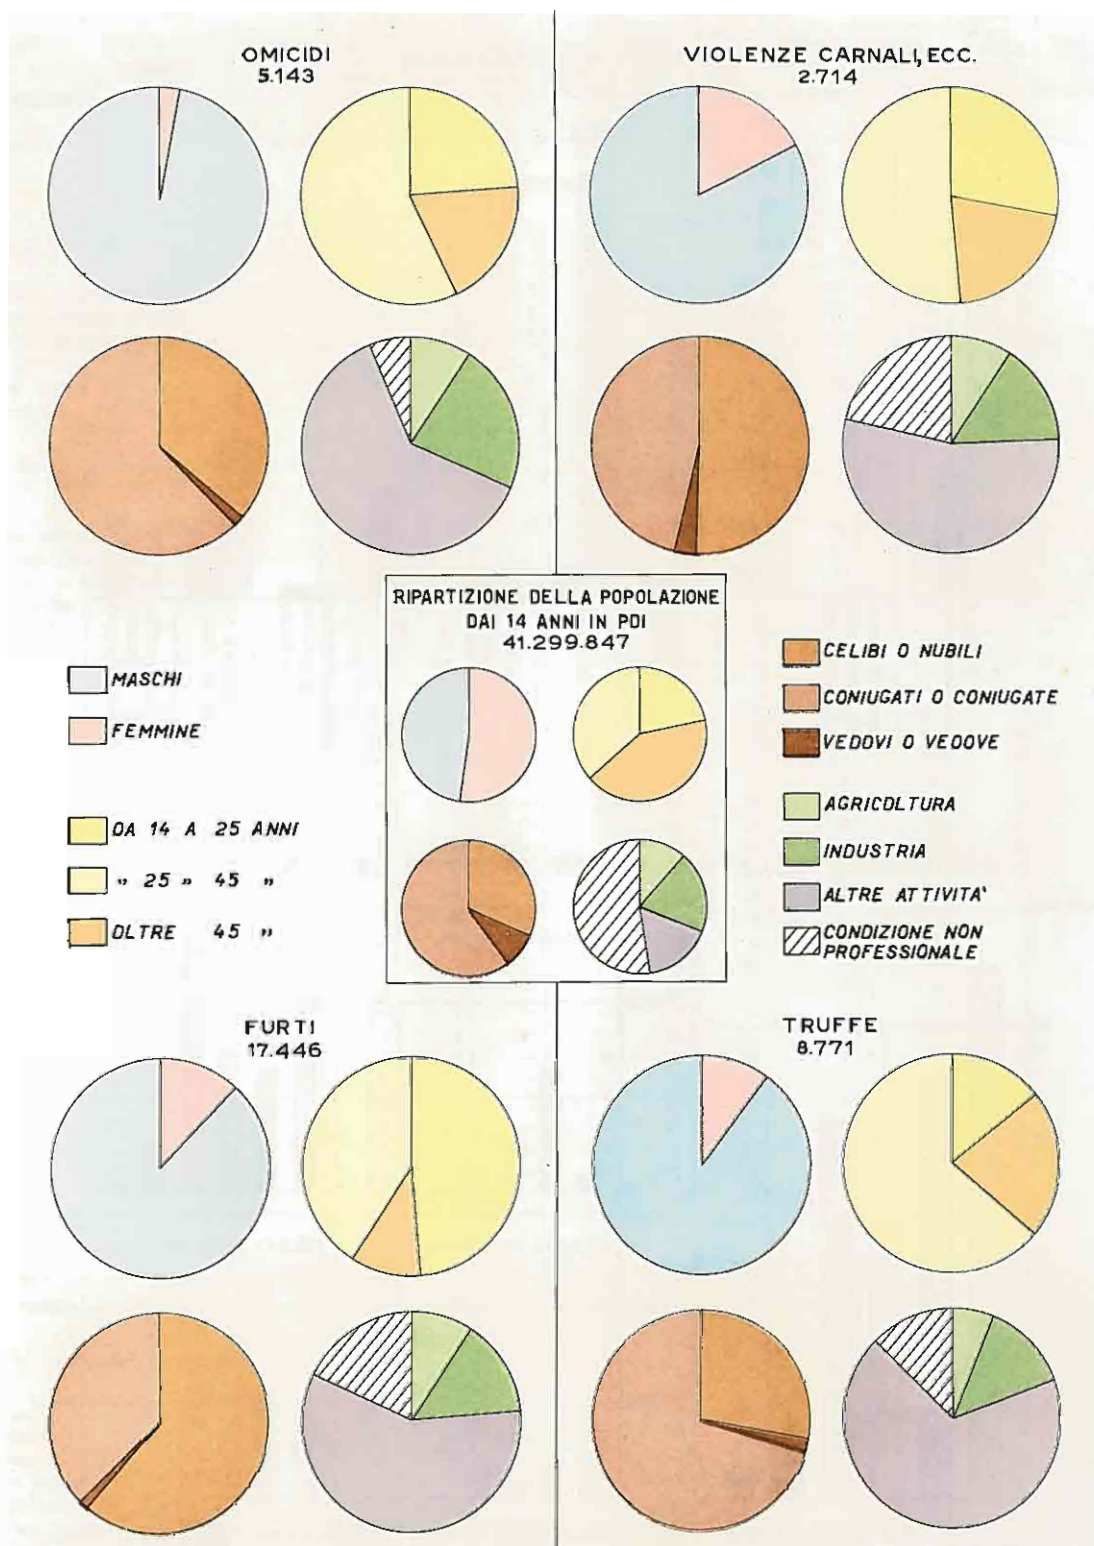 OMICIDI
5.143
VIOLENZE CARNALI, ECC.
2.714
RIPARTIZIONE DELLA POPOLAZIONE
DAI 14 ANNI IN POI
41.299.847
MASCHI
FEMMINE
DA 14 A 25 ANNI
" 25 " 45 "
OLTRE 45 "
CELIBI O NUBILI
CONIUGATI O CONIUGATE
VEDOVI O VEDOVE
AGRICOLTURA
INDUSTRIA
ALTRE ATTIVITA'
CONDIZIONE NON
PROFESSIONALE
FURTI
17.446
TRUFFE
8.771